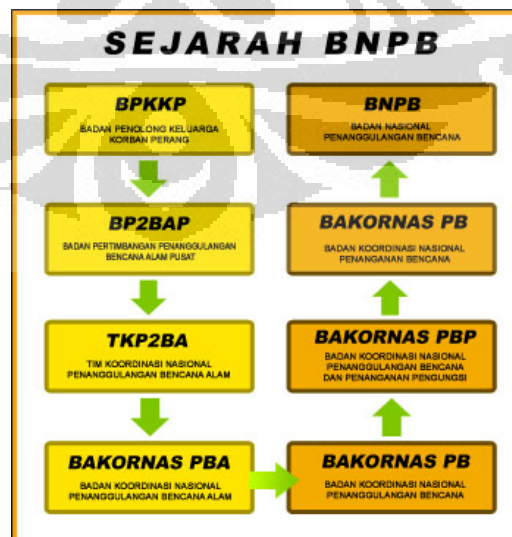 SEJARAH BNPB
BPKKP
BADAN PENOLONG KELUARGA
KORBAN PERANG
BP2BAP
BADAN PERTIMBANGAN PENANGGULANGAN
BENCANA ALAM PUSAT
TKP2BA
TIM KOORDINASI NASIONAL
PENANGGULANGAN BENCANA ALAM
BAKORNAS PBA
BADAN KOORDINASI NASIONAL
PENANGGULANGAN BENCANA ALAM
BAKORNAS PB
BADAN KOORDINASI NASIONAL
PENANGGULANGAN BENCANA
BAKORNAS PBP
BADAN KOORDINASI NASIONAL
PENANGGULANGAN BENCANA
DAN PENANGANAN PENGUNGSI
BAKORNAS PB
BADAN KOORDINASI NASIONAL
PENANGANAN BENCANA
BNPB
BADAN NASIONAL
PENANGGULANGAN BENCANA